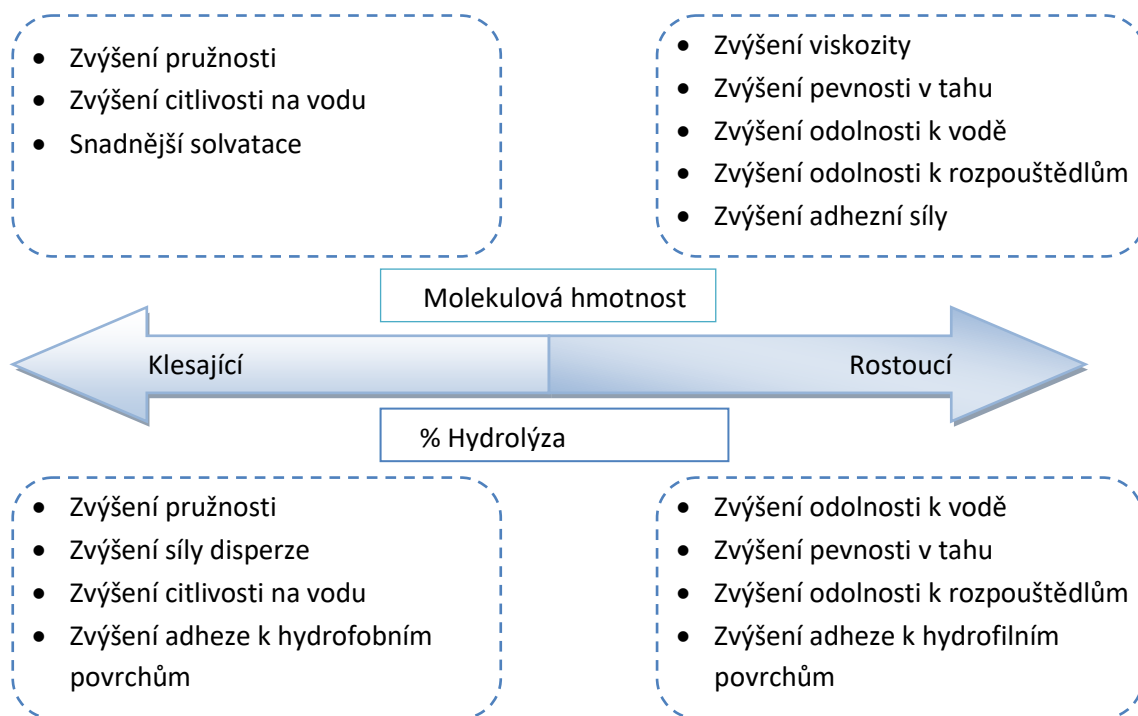 • Zvýšení pružnosti
• Zvýšení citlivosti na vodu
• Snadnější solvatace
• Zvýšení viskozity
• Zvýšení pevnosti v tahu
• Zvýšení odolnosti k vodě
• Zvýšení odolnosti k rozpouštědlům
• Zvýšení adhezní síly
Molekulová hmotnost
Klesající
Rostoucí
% Hydrolýza
• Zvýšení pružnosti
• Zvýšení síly disperze
• Zvýšení citlivosti na vodu
• Zvýšení adheze k hydrofobním
povrchům
• Zvýšení odolnosti k vodě
• Zvýšení pevnosti v tahu
• Zvýšení odolnosti k rozpouštědlům
• Zvýšení adheze k hydrofilním
povrchům